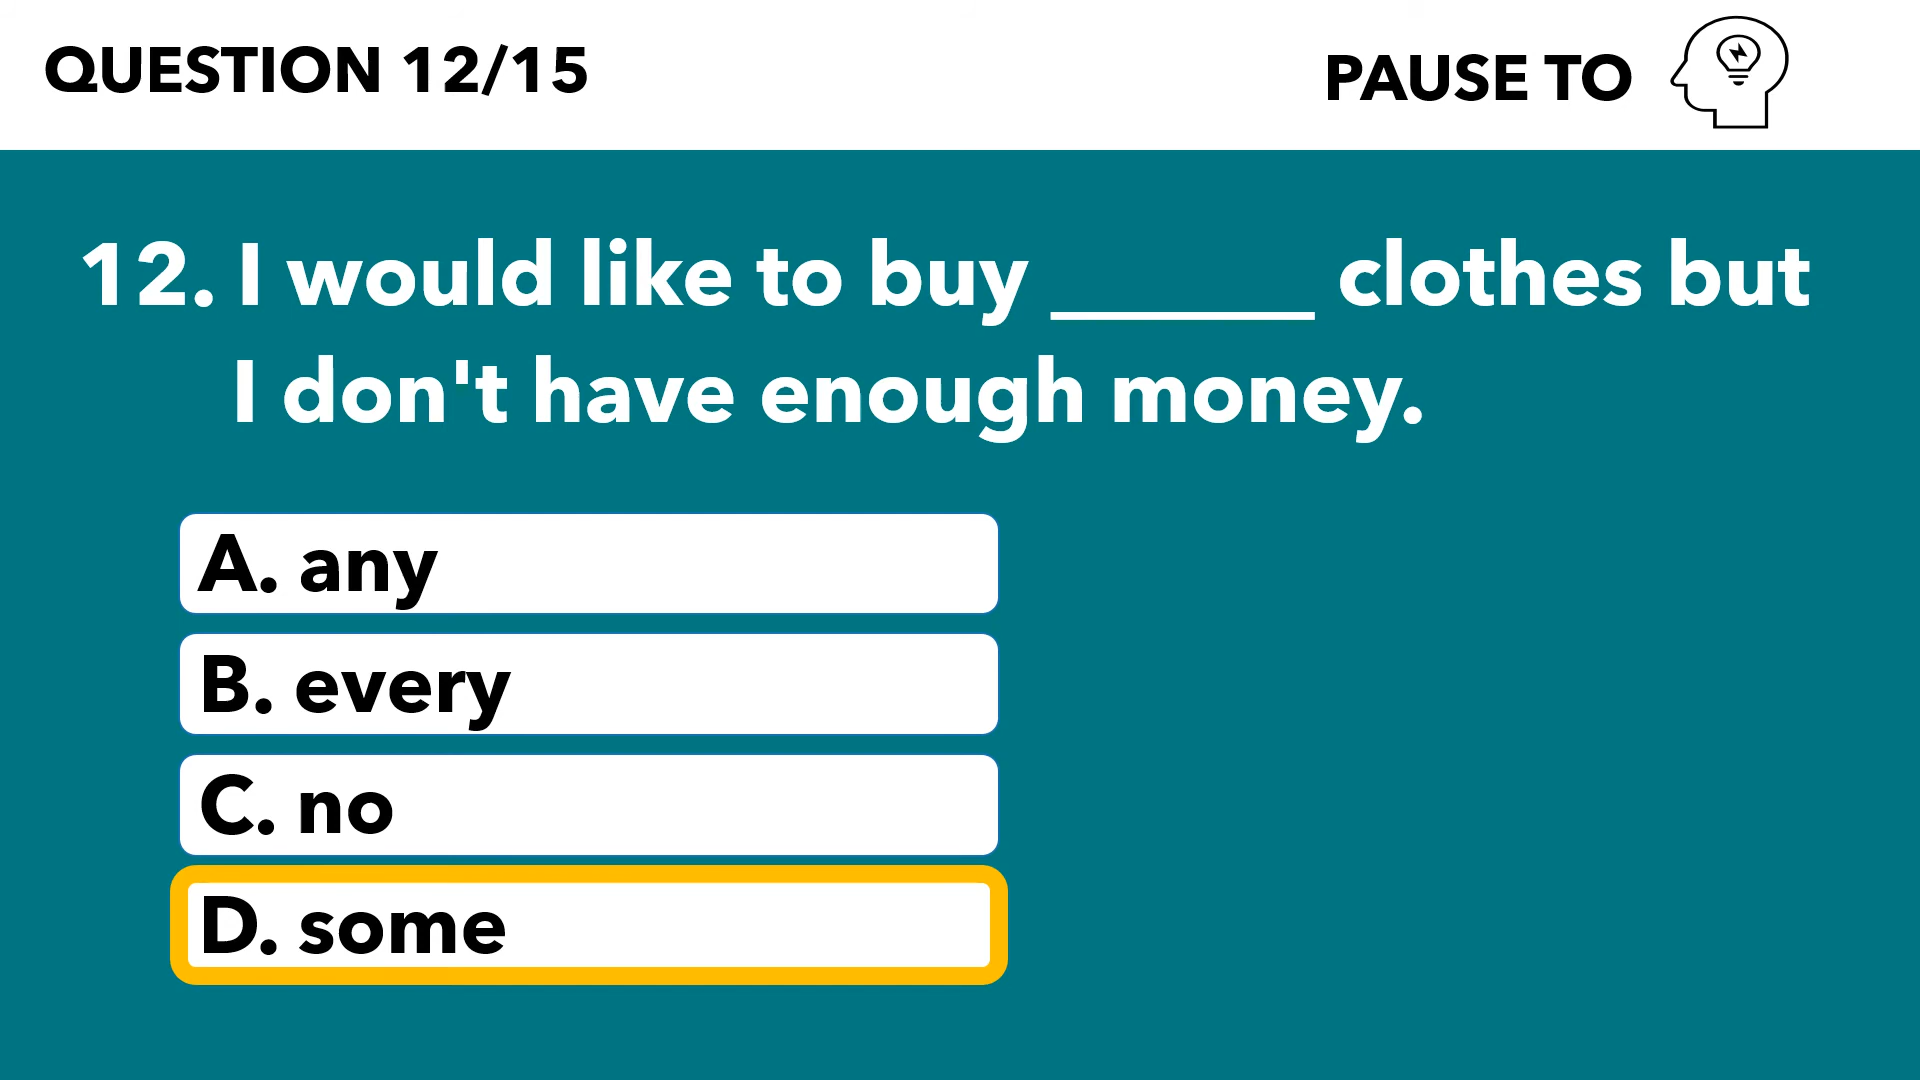 QUESTION 12/15
PAUSE TO
12. I would like to buy ______ clothes but
I don't have enough money.
A. any
B. every
C. no
D. some